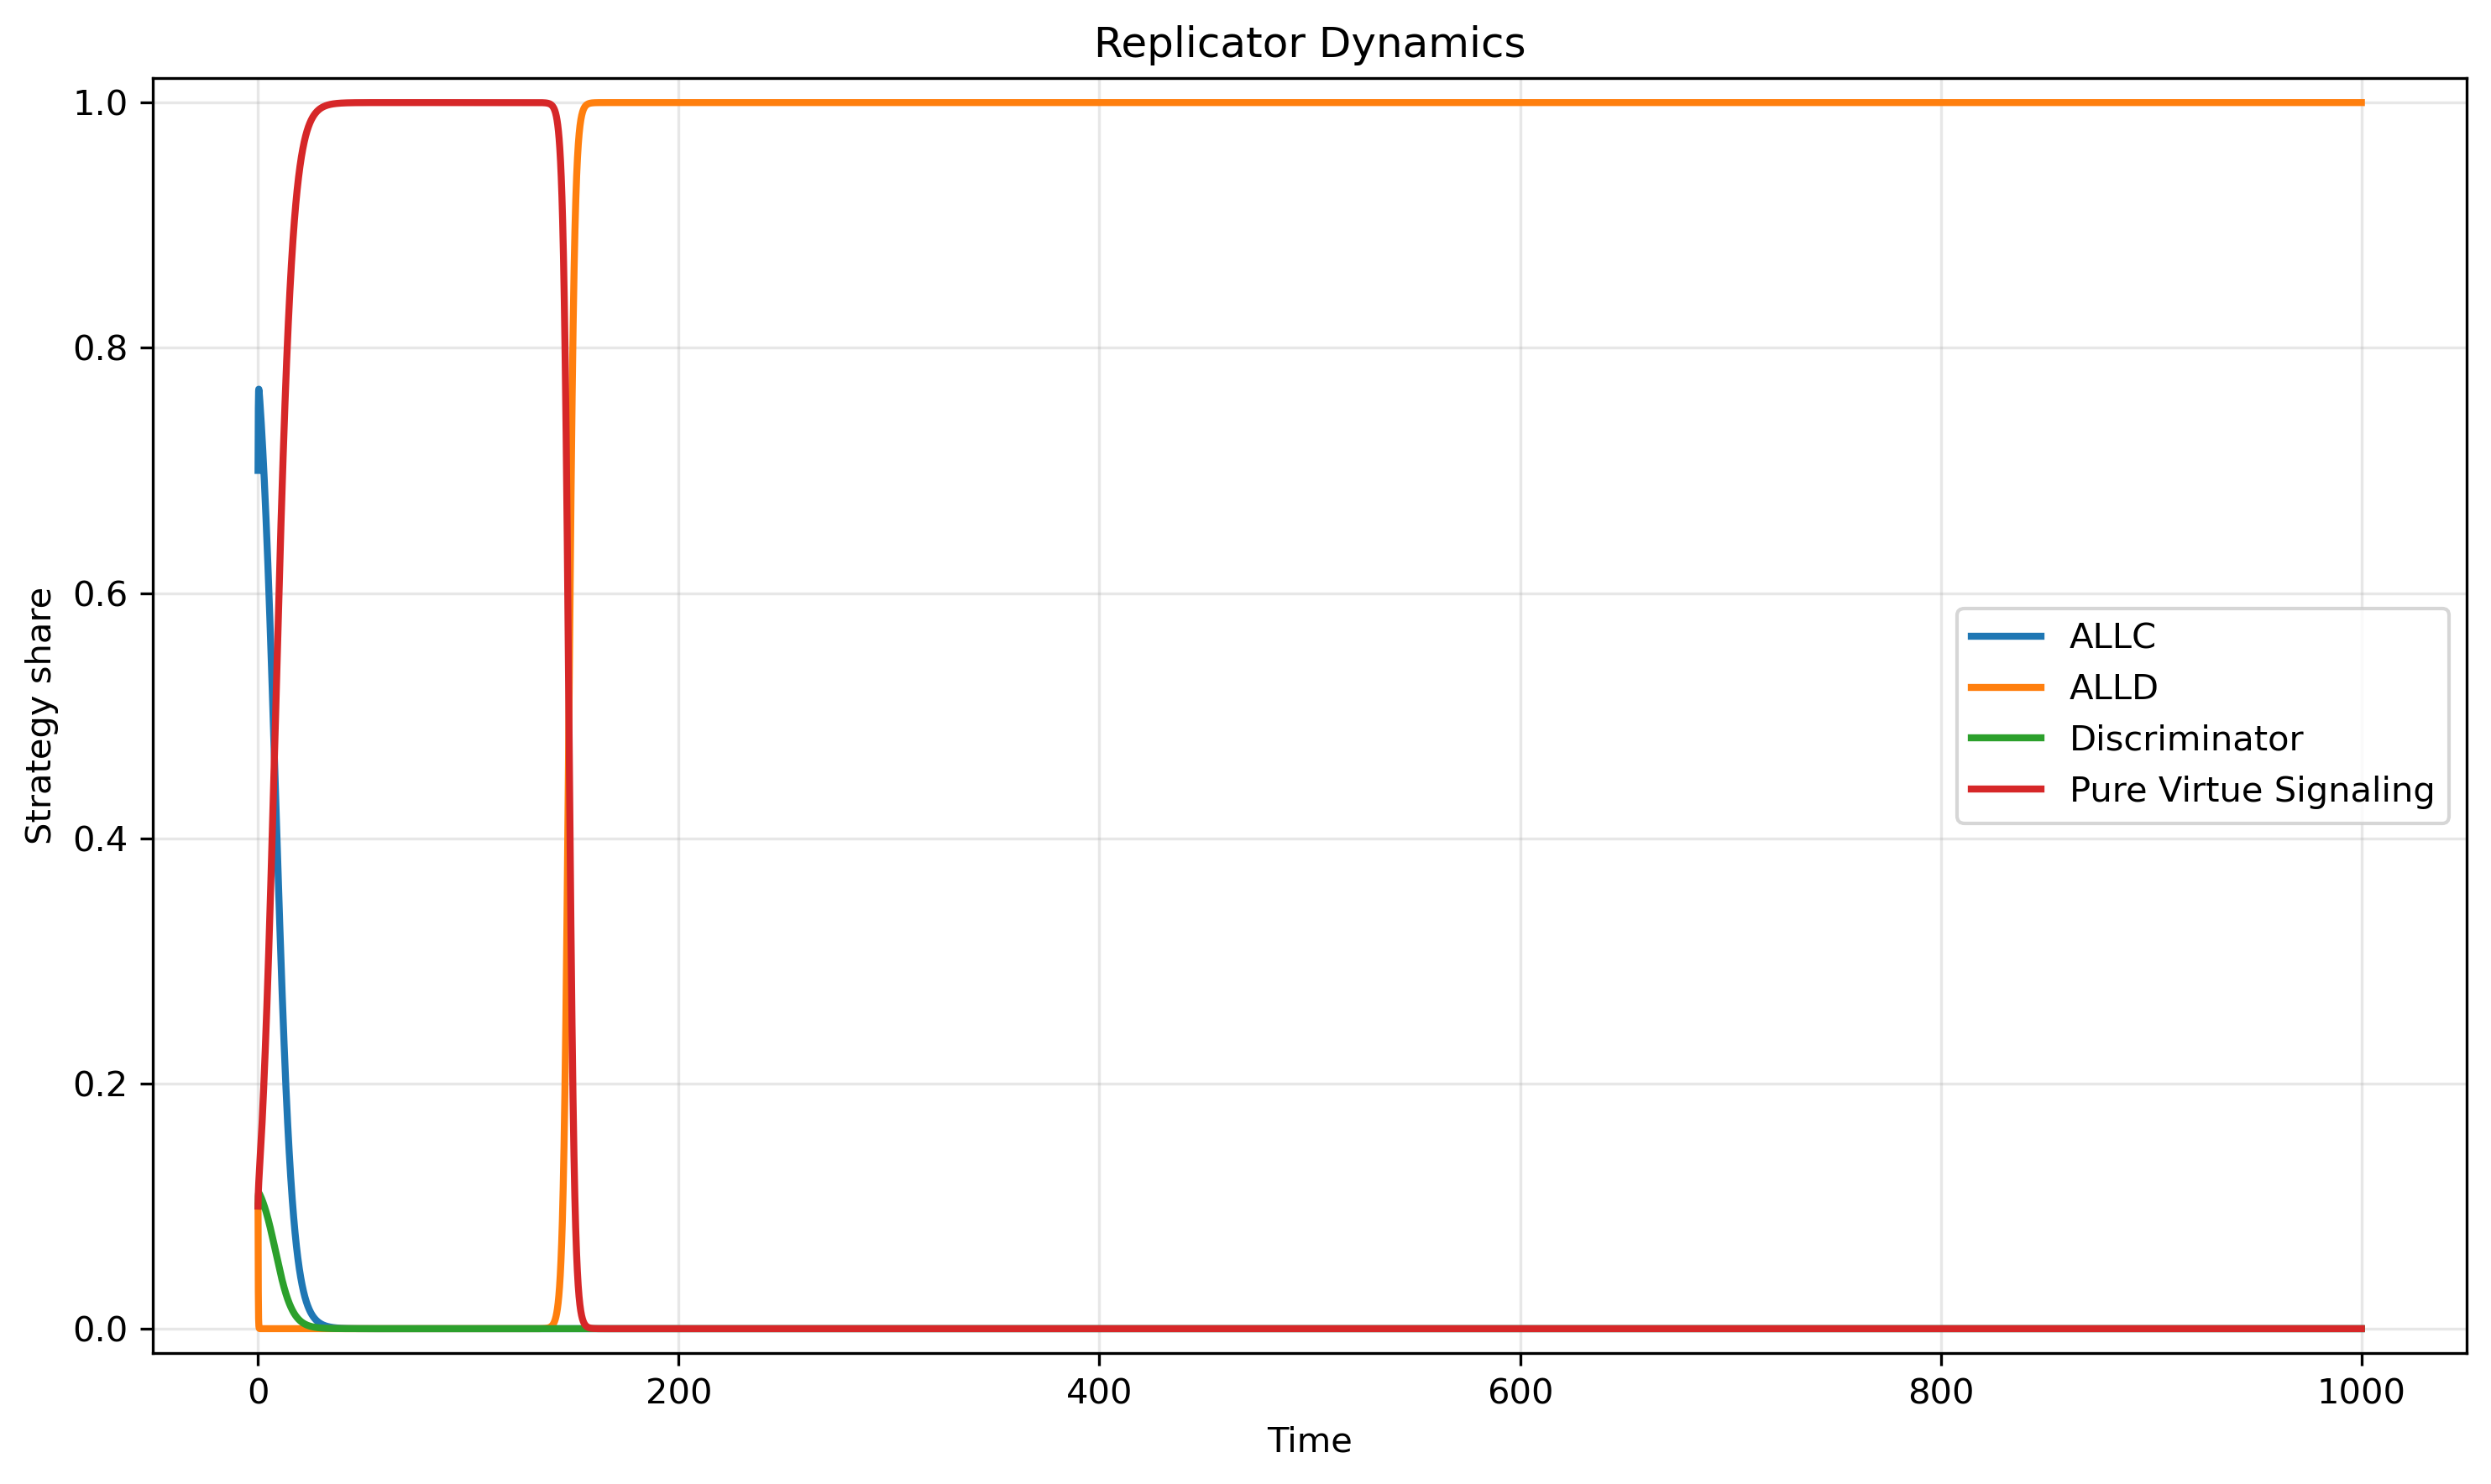 Replicator Dynamics
Strategy share
1.0
0.8
0.6
0.4
0.2
0.0
ALLC
ALLD
Discriminator
Pure Virtue Signaling
0 200 400 600 800 1000
Time